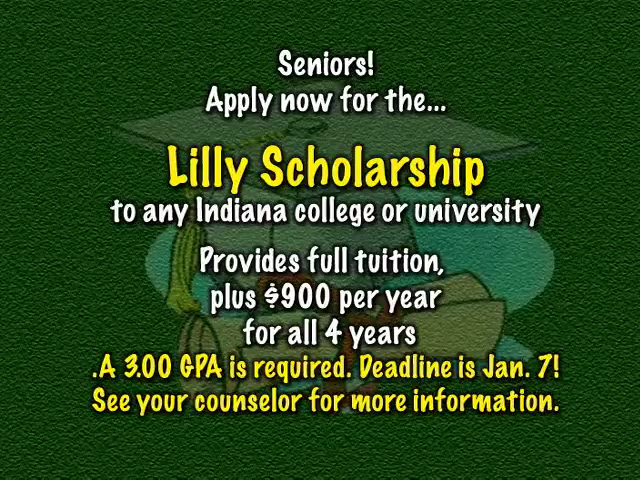 Seniors!
Apply now for the...
Lilly Scholarship
to any Indiana college or university
Provides full tuition,
plus $900 per year
for all 4 years
.A 3.00 GPA is required. Deadline is Jan. 7!
See your counselor for more information.